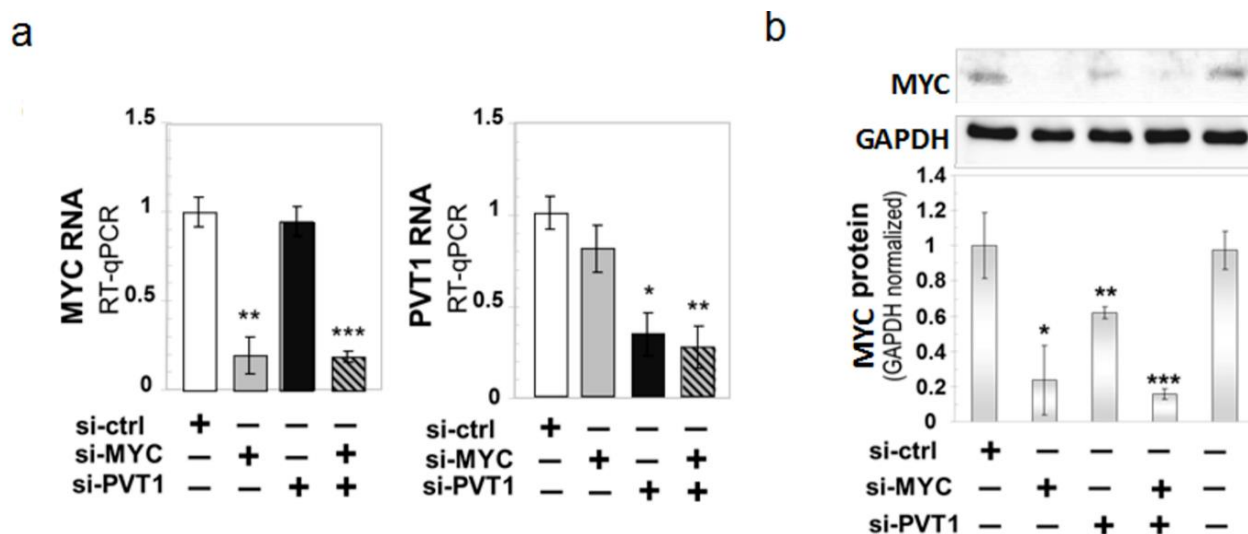 a
MYC RNA
RT-qPCR
1.5
1
0.5
0
**
***
si-ctrl + − − −
si-MYC − + − +
si-PVT1 − − + +
PVT1 RNA
RT-qPCR
1.5
1
0.5
0
*
**
si-ctrl + − − −
si-MYC − + − +
si-PVT1 − − + +
b
MYC
GAPDH
MYC protein
(GAPDH normalized)
1.4
1.2
1
0.8
0.6
0.4
0.2
0
*
**
***
si-ctrl + − − − −
si-MYC − + − + −
si-PVT1 − − + + −